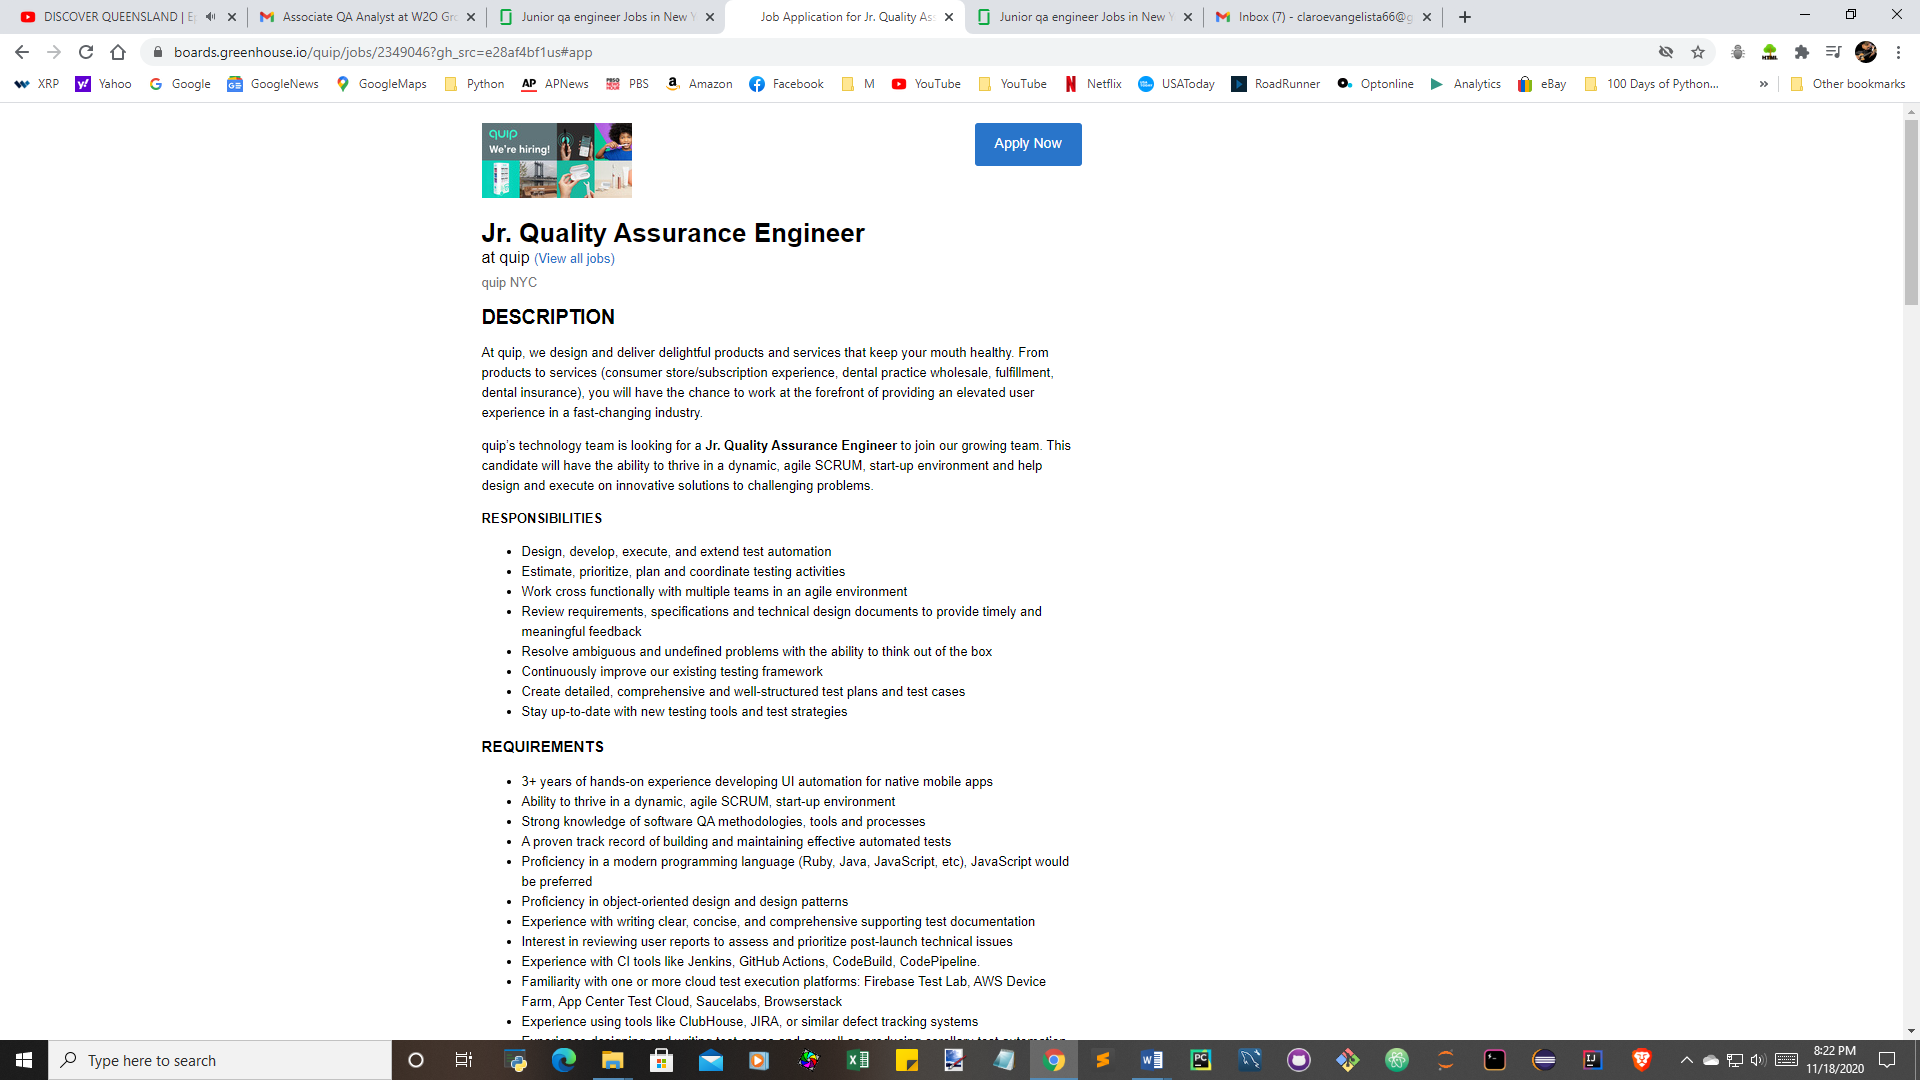 DISCOVER QUEENSLAND | E
Associate QA Analyst at W2O Gr
Junior qa engineer Jobs in New Y
Job Application for Jr. Quality As
Junior qa engineer Jobs in New Y
Inbox (7) - claroevangelista66@g
boards.greenhouse.io/quip/jobs/2349046?gh_src=e28af4bf1us#app
XRP
Yahoo
Google
GoogleNews
GoogleMaps
Python
AP
APNews
PBS
Amazon
Facebook
M
YouTube
YouTube
Netflix
USAToday
RoadRunner
Optonline
Analytics
eBay
100 Days of Python...
»
Other bookmarks
quip
We're hiring!
Apply Now
Jr. Quality Assurance Engineer
at quip (View all jobs)
quip NYC
DESCRIPTION
At quip, we design and deliver delightful products and services that keep your mouth healthy. From
products to services (consumer store/subscription experience, dental practice wholesale, fulfillment,
dental insurance), you will have the chance to work at the forefront of providing an elevated user
experience in a fast-changing industry.
quip's technology team is looking for a Jr. Quality Assurance Engineer to join our growing team. This
candidate will have the ability to thrive in a dynamic, agile SCRUM, start-up environment and help
design and execute on innovative solutions to challenging problems.
RESPONSIBILITIES
• Design, develop, execute, and extend test automation
• Estimate, prioritize, plan and coordinate testing activities
• Work cross functionally with multiple teams in an agile environment
• Review requirements, specifications and technical design documents to provide timely and
meaningful feedback
• Resolve ambiguous and undefined problems with the ability to think out of the box
• Continuously improve our existing testing framework
• Create detailed, comprehensive and well-structured test plans and test cases
• Stay up-to-date with new testing tools and test strategies
REQUIREMENTS
• 3+ years of hands-on experience developing UI automation for native mobile apps
• Ability to thrive in a dynamic, agile SCRUM, start-up environment
• Strong knowledge of software QA methodologies, tools and processes
• A proven track record of building and maintaining effective automated tests
• Proficiency in a modern programming language (Ruby, Java, JavaScript, etc), JavaScript would
be preferred
• Proficiency in object-oriented design and design patterns
• Experience with writing clear, concise, and comprehensive supporting test documentation
• Interest in reviewing user reports to assess and prioritize post-launch technical issues
• Experience with CI tools like Jenkins, GitHub Actions, CodeBuild, CodePipeline.
• Familiarity with one or more cloud test execution platforms: Firebase Test Lab, AWS Device
Farm, App Center Test Cloud, Saucelabs, Browserstack
• Experience using tools like ClubHouse, JIRA, or similar defect tracking systems
Experience designing and writing test cases and as well as producing corollary test automation
Type here to search
8:22 PM
11/18/2020